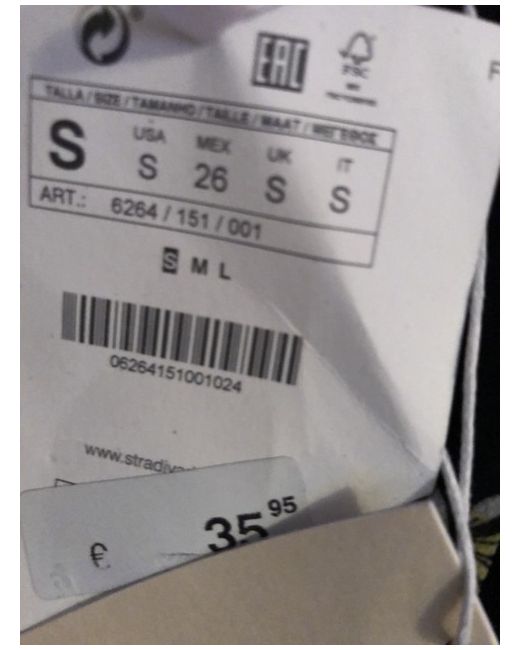 EAC
FSC
F
TALLA / SIZE / TAMANHO / TAILLE / MAAT /
S USA MEX UK IT
S 26 S S
ART.: 6264 / 151 / 001
S M L
06264151001024
www.stradiva
€ 35 95